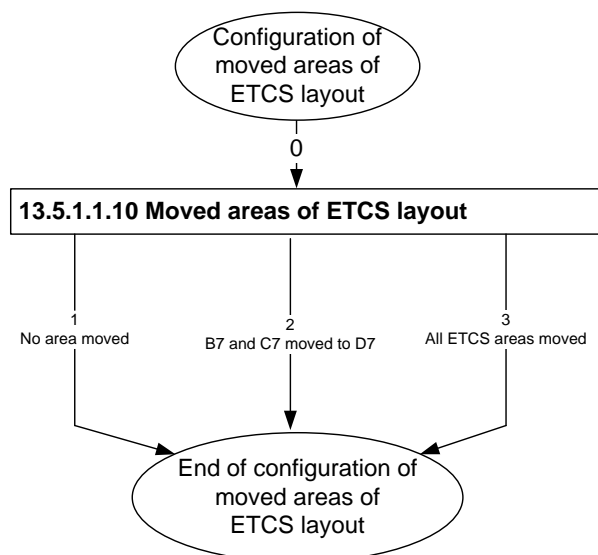 Configuration of
moved areas of
ETCS layout
0
13.5.1.1.10 Moved areas of ETCS layout
1
No area moved
2
B7 and C7 moved to D7
3
All ETCS areas moved
End of configuration of
moved areas of
ETCS layout